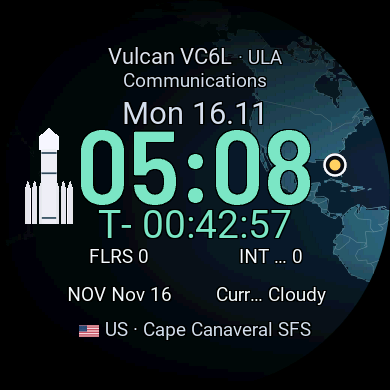 Vulcan VC6L · ULA
Communications
Mon 16.11
05:08
T- 00:42:57
FLRS 0 INT ... 0
NOV Nov 16 Curr... Cloudy
US · Cape Canaveral SFS